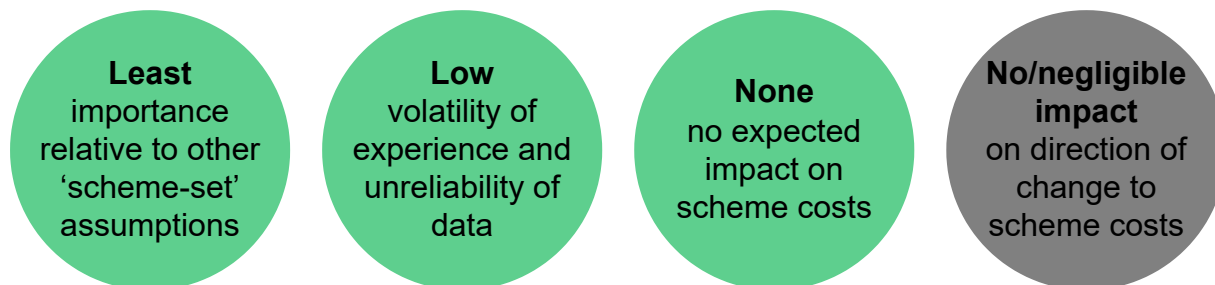 Least
importance
relative to other
‘scheme-set’
assumptions
Low
volatility of
experience and
unreliability of
data
None
no expected
impact on
scheme costs
No/negligible
impact
on direction of
change to
scheme costs